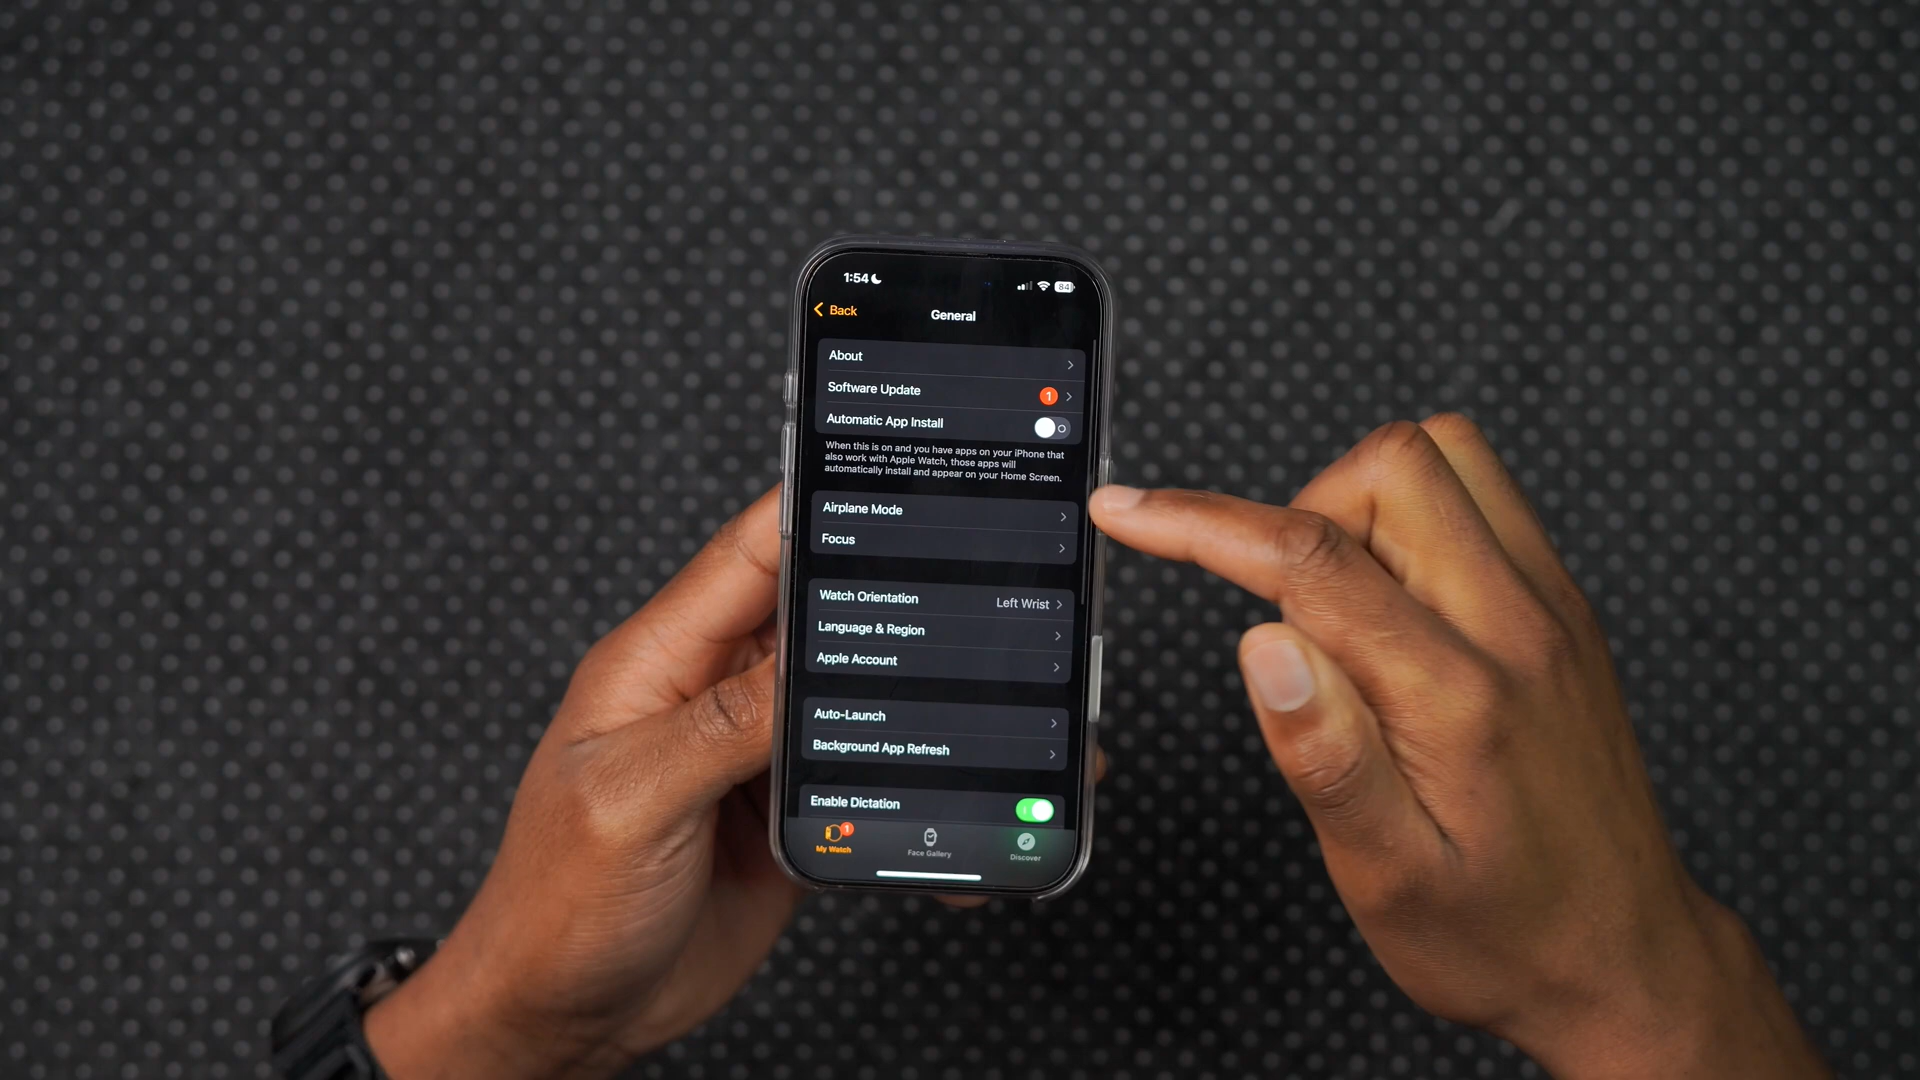 1:54
84
Back
General
About
Software Update 1
Automatic App Install
When this is on and you have apps on your iPhone that
also work with Apple Watch, those apps will
automatically install and appear on your Home Screen.
Airplane Mode
Focus
Watch Orientation Left Wrist
Language & Region
Apple Account
Auto-Launch
Background App Refresh
Enable Dictation
1
My Watch
Face Gallery
Discover